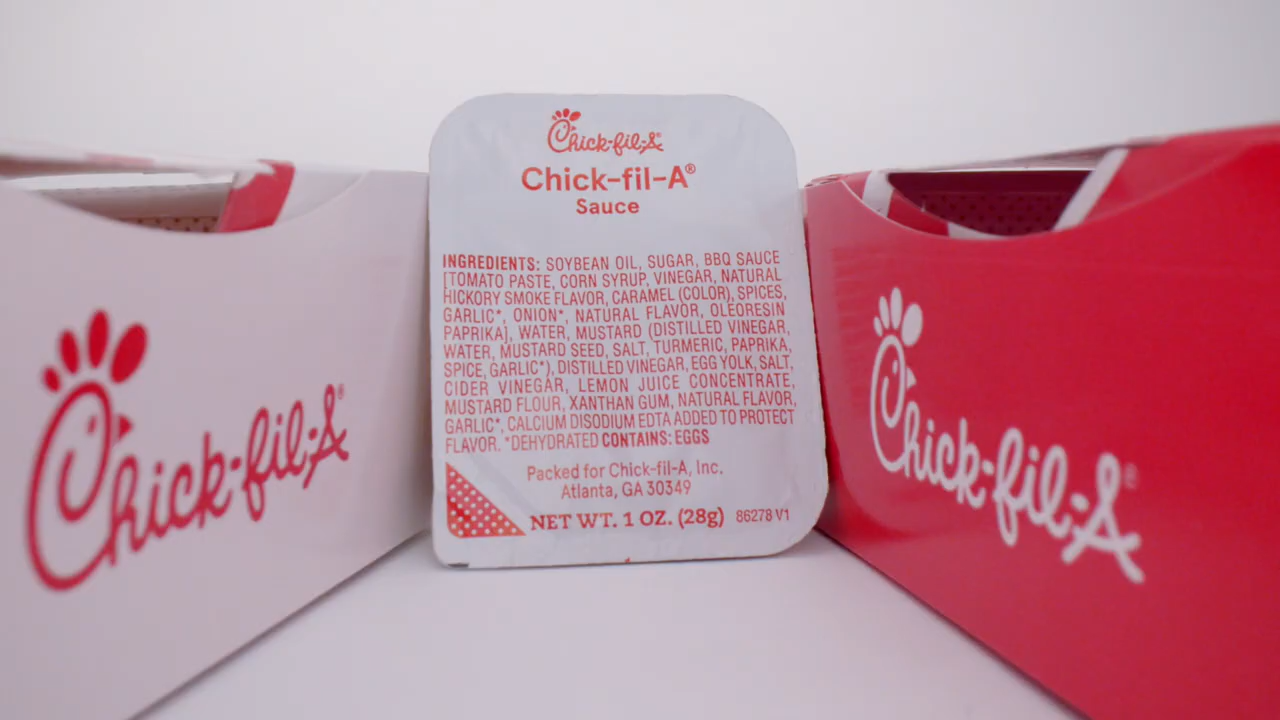 Chick-fil-A®
Chick-fil-A®
Chick-fil-A®
Sauce
INGREDIENTS: SOYBEAN OIL, SUGAR, BBQ SAUCE
[TOMATO PASTE, CORN SYRUP, VINEGAR, NATURAL
HICKORY SMOKE FLAVOR, CARAMEL (COLOR), SPICES,
GARLIC*, ONION*, NATURAL FLAVOR, OLEORESIN
PAPRIKA], WATER, MUSTARD (DISTILLED VINEGAR,
WATER, MUSTARD SEED, SALT, TURMERIC, PAPRIKA,
SPICE, GARLIC*), DISTILLED VINEGAR, EGG YOLK, SALT,
CIDER VINEGAR, LEMON JUICE CONCENTRATE,
MUSTARD FLOUR, XANTHAN GUM, NATURAL FLAVOR,
GARLIC*, CALCIUM DISODIUM EDTA ADDED TO PROTECT
FLAVOR. *DEHYDRATED CONTAINS: EGGS
Packed for Chick-fil-A, Inc.
Atlanta, GA 30349
NET WT. 1 OZ. (28g) 86278 V1
Chick-fil-A®